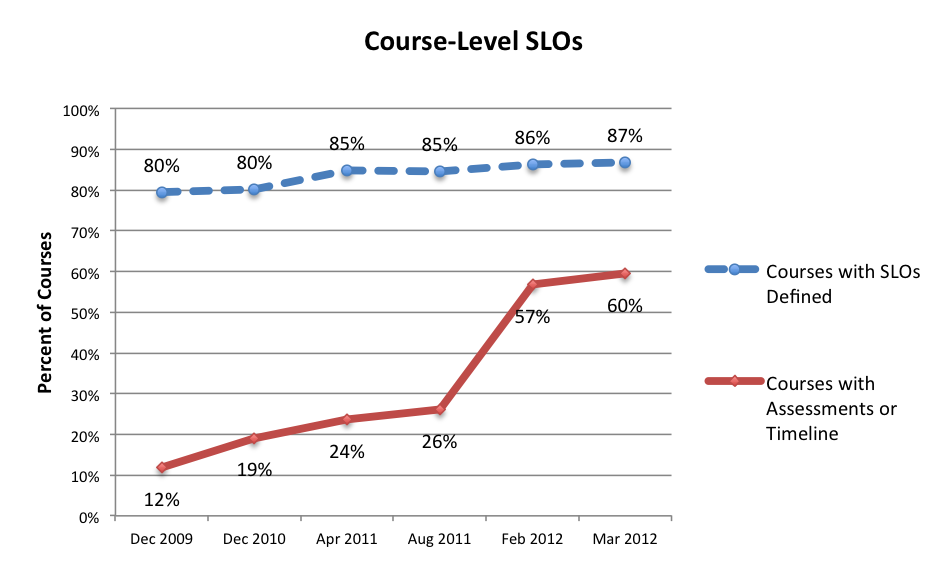 Course-Level SLOs
Percent of Courses
100%
90%
80%
70%
60%
50%
40%
30%
20%
10%
0%
80%
80%
85%
85%
86%
87%
12%
19%
24%
26%
57%
60%
Dec 2009
Dec 2010
Apr 2011
Aug 2011
Feb 2012
Mar 2012
Courses with SLOs
Defined
Courses with
Assessments or
Timeline